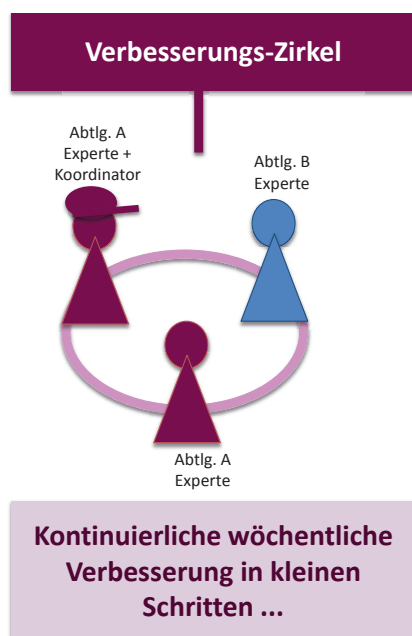 Verbesserungs-Zirkel
Abtlg. A
Experte +
Koordinator
Abtlg. B
Experte
Abtlg. A
Experte
Kontinuierliche wöchentliche
Verbesserung in kleinen
Schritten ...